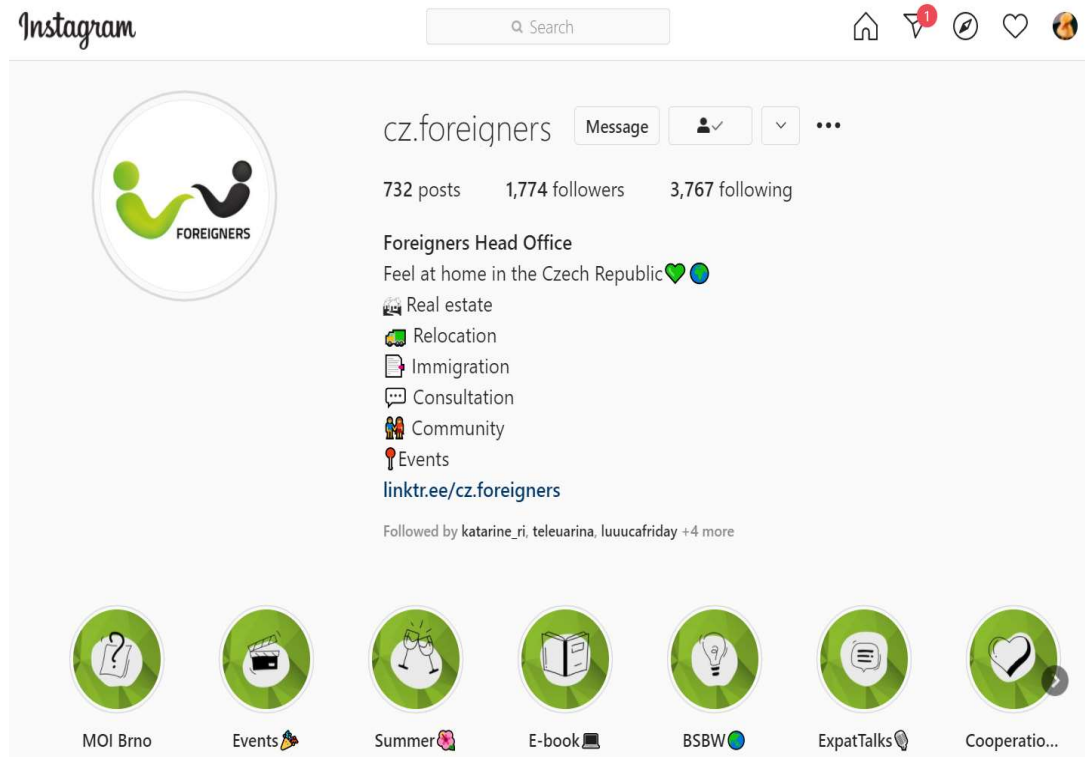 Instagram
Search
1
cz.foreigners Message
732 posts 1,774 followers 3,767 following
FOREIGNERS
Foreigners Head Office
Feel at home in the Czech Republic💚🌍
Real estate
🚚 Relocation
📑 Immigration
💬 Consultation
👫 Community
📍Events
linktr.ee/cz.foreigners
Followed by katarine_ri, teleuarina, luuucafriday +4 more
?
MOI Brno Events🎉 Summer🌺 E-book💻 BSBW🌍 ExpatTalks🎙 Cooperatio...